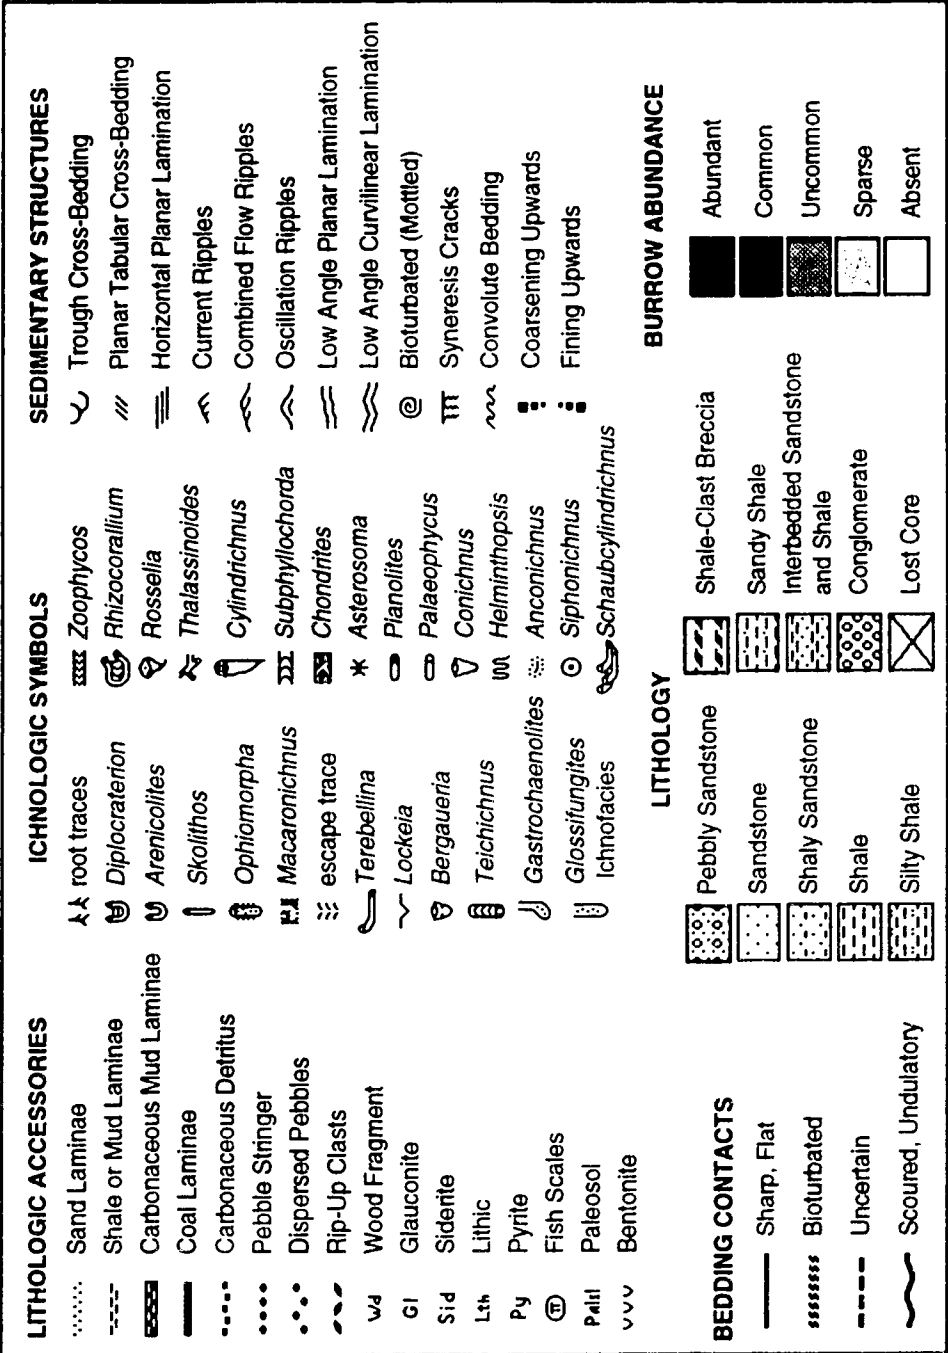 LITHOLOGIC ACCESSORIES
Sand Laminae
Shale or Mud Laminae
Carbonaceous Mud Laminae
Coal Laminae
Carbonaceous Detritus
Pebble Stringer
Dispersed Pebbles
Rip-Up Clasts
Wd Wood Fragment
Gl Glauconite
Sid Siderite
Lth Lithic
Py Pyrite
Fish Scales
Paleosol
Bentonite
ICHNOLOGIC SYMBOLS
root traces
Diplocraterion
Arenicolites
Skolithos
Ophiomorpha
Macaronichnus
escape trace
Terebellina
Lockeia
Bergaueria
Teichichnus
Gastrochaenolites
Glossifungites
Ichnofacies
Zoophycos
Rhizocorallium
Rosselia
Thalassinoides
Cylindrichnus
Subphyllochorda
Chondrites
Asterosoma
Planolites
Palaeophycus
Conichnus
Helminthopsis
Anconichnus
Siphonichnus
Schaubcylindrichnus
SEDIMENTARY STRUCTURES
Trough Cross-Bedding
Planar Tabular Cross-Bedding
Horizontal Planar Lamination
Current Ripples
Combined Flow Ripples
Oscillation Ripples
Low Angle Planar Lamination
Low Angle Curvilinear Lamination
Bioturbated (Mottled)
Syneresis Cracks
Convolute Bedding
Coarsening Upwards
Fining Upwards
BEDDING CONTACTS
Sharp, Flat
Bioturbated
Uncertain
Scoured, Undulatory
LITHOLOGY
Pebbly Sandstone
Sandstone
Shaly Sandstone
Shale
Silty Shale
Shale-Clast Breccia
Sandy Shale
Interbedded Sandstone
and Shale
Conglomerate
Lost Core
BURROW ABUNDANCE
Abundant
Common
Uncommon
Sparse
Absent